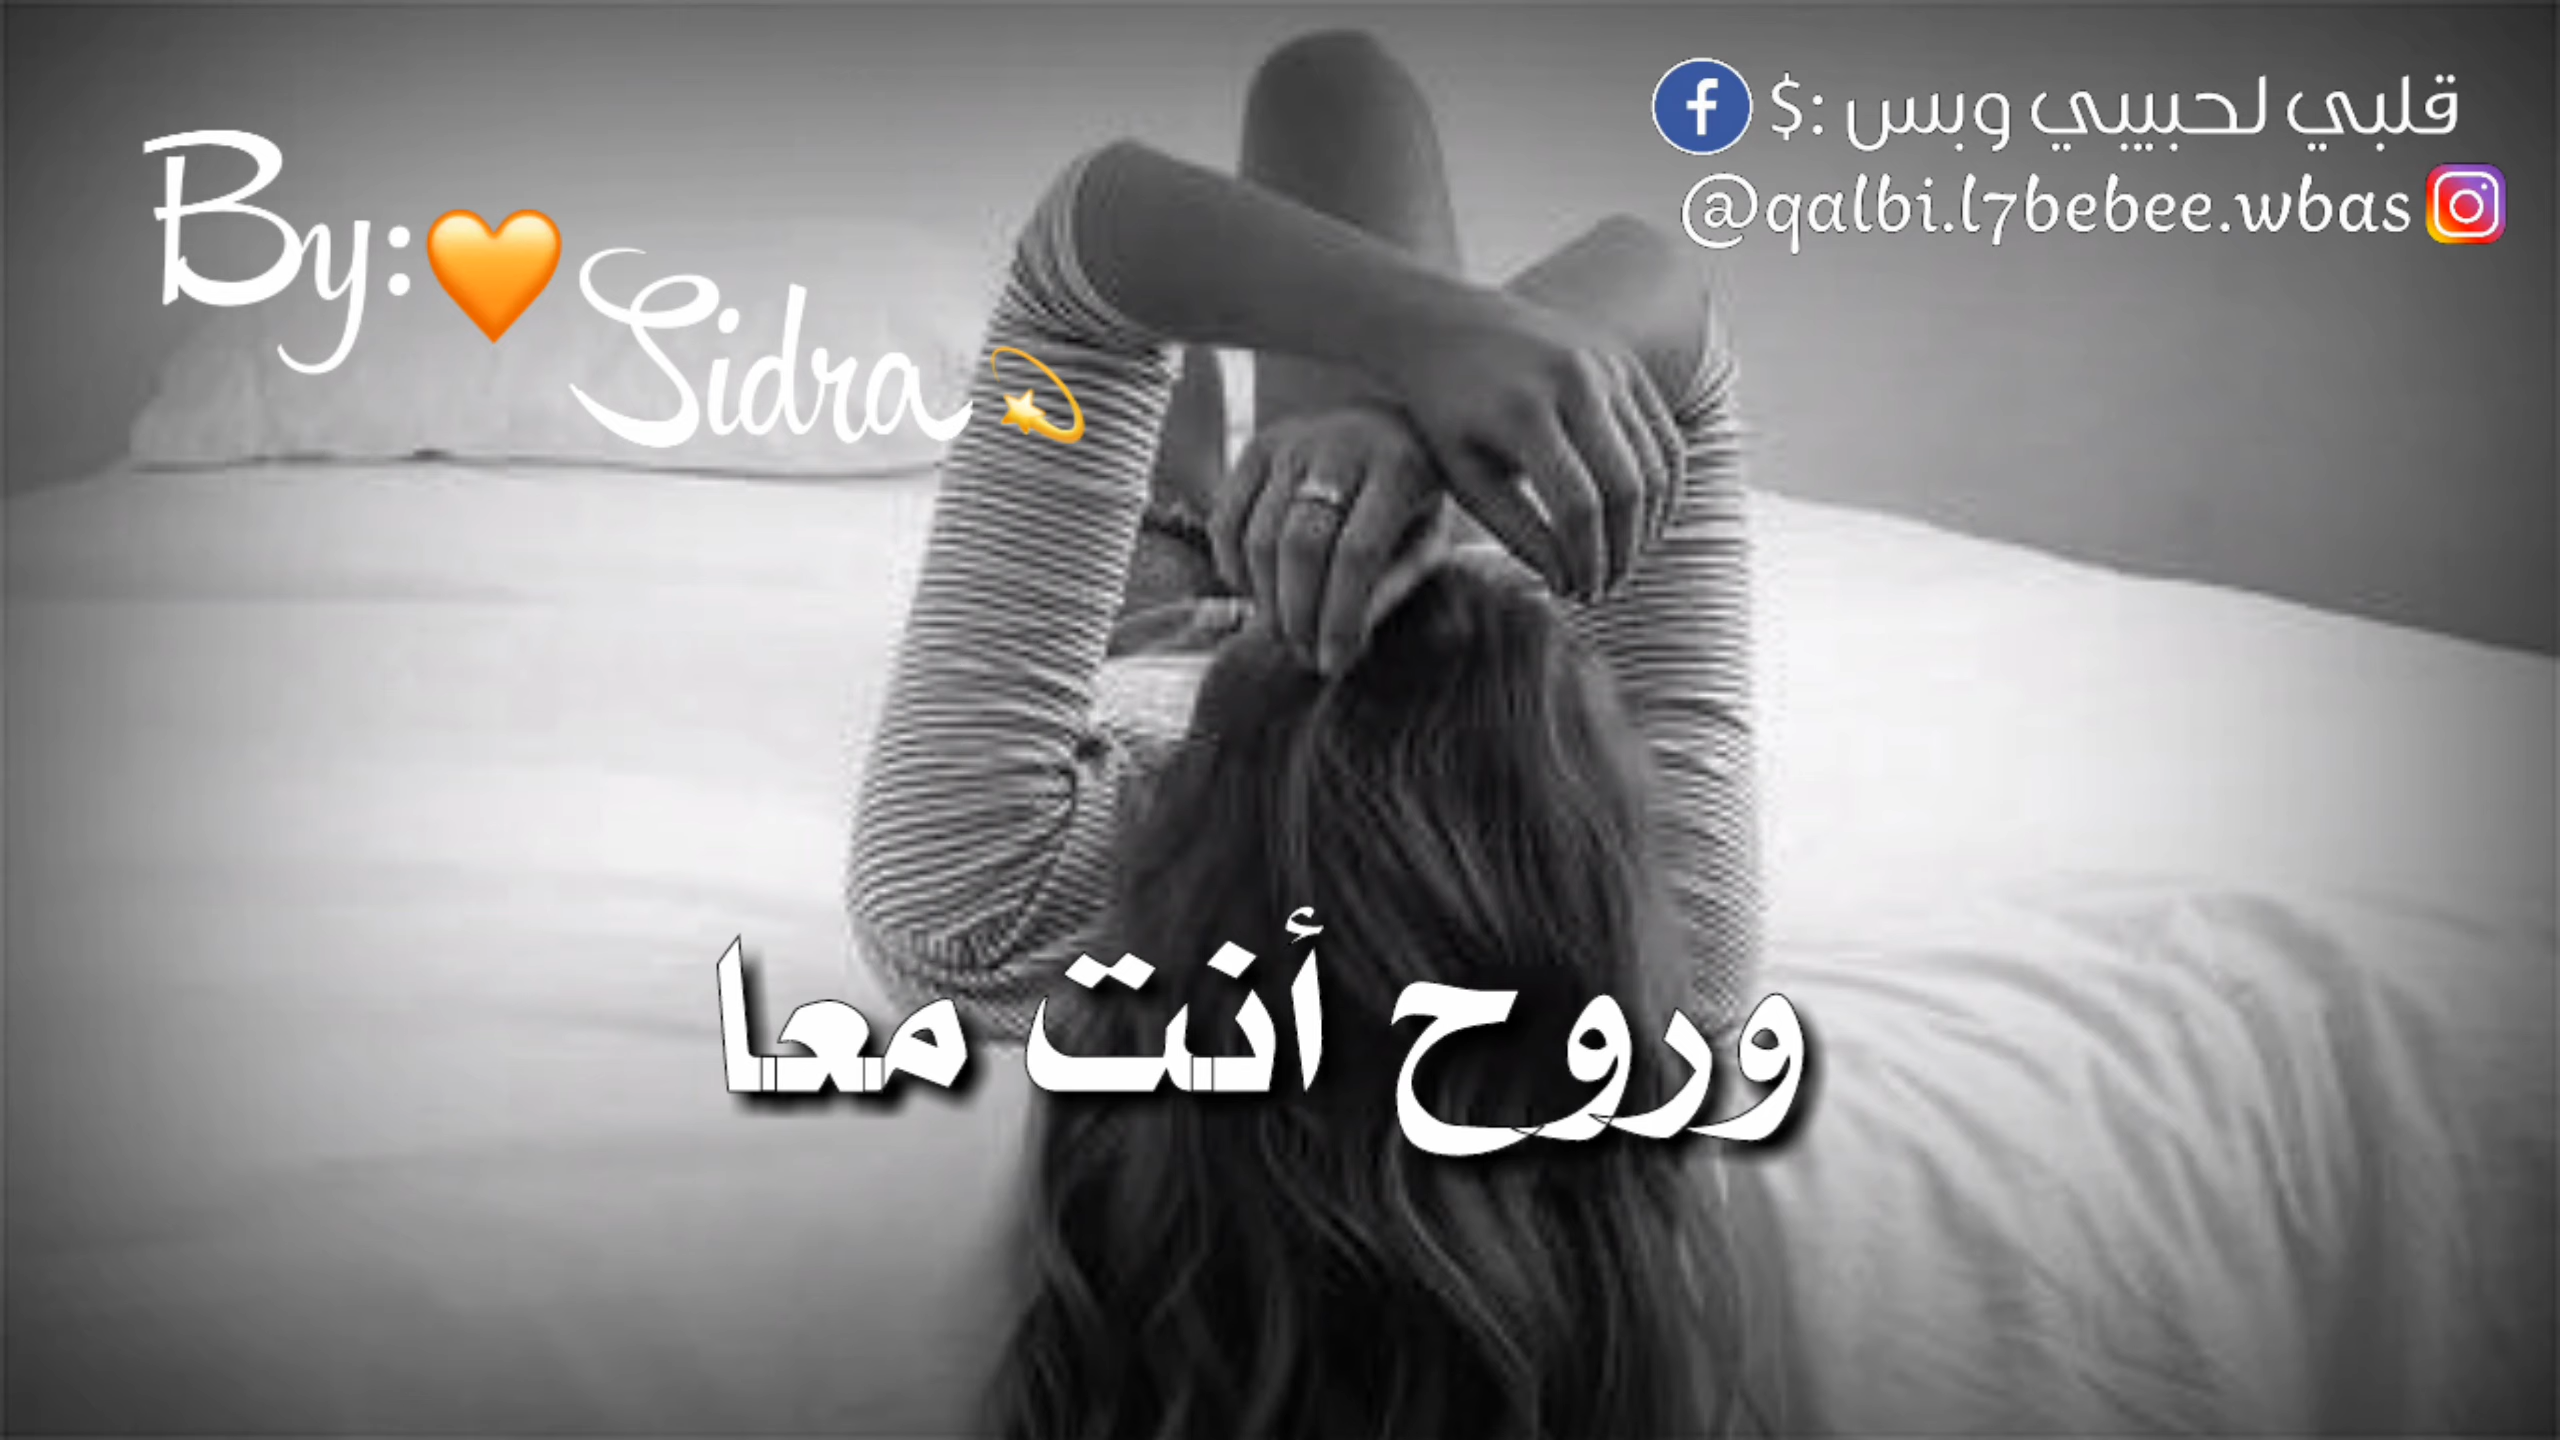 By:🧡 Sidra 💫
قلبي لحبيبي وبس :$
@qalbi.l7bebee.wbas
وروح أنت معا